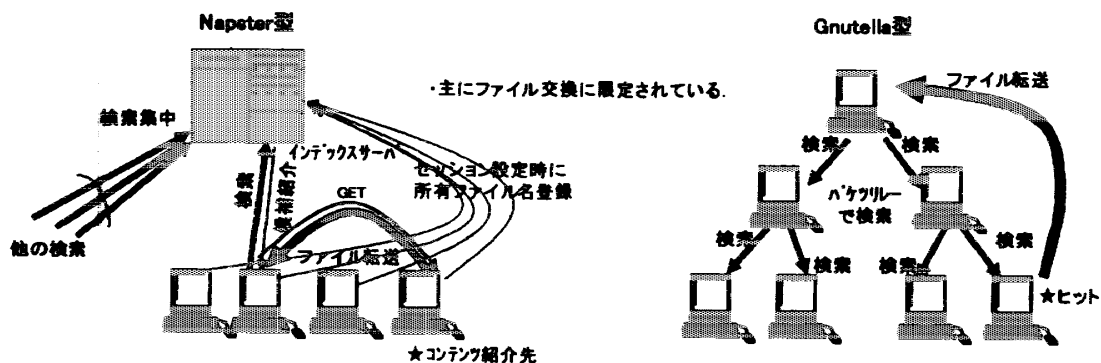 Napster型
Gnutella型
・主にファイル交換に限定されている.
ファイル転送
検索集中
インデックスサーバ
セッション設定時に
所有ファイル名登録
検索
GET
ファイル転送
他の検索
★コンテンツ紹介先
検索
検索
バケツリレー
で検索
検索
検索
検索
検索
★ヒット